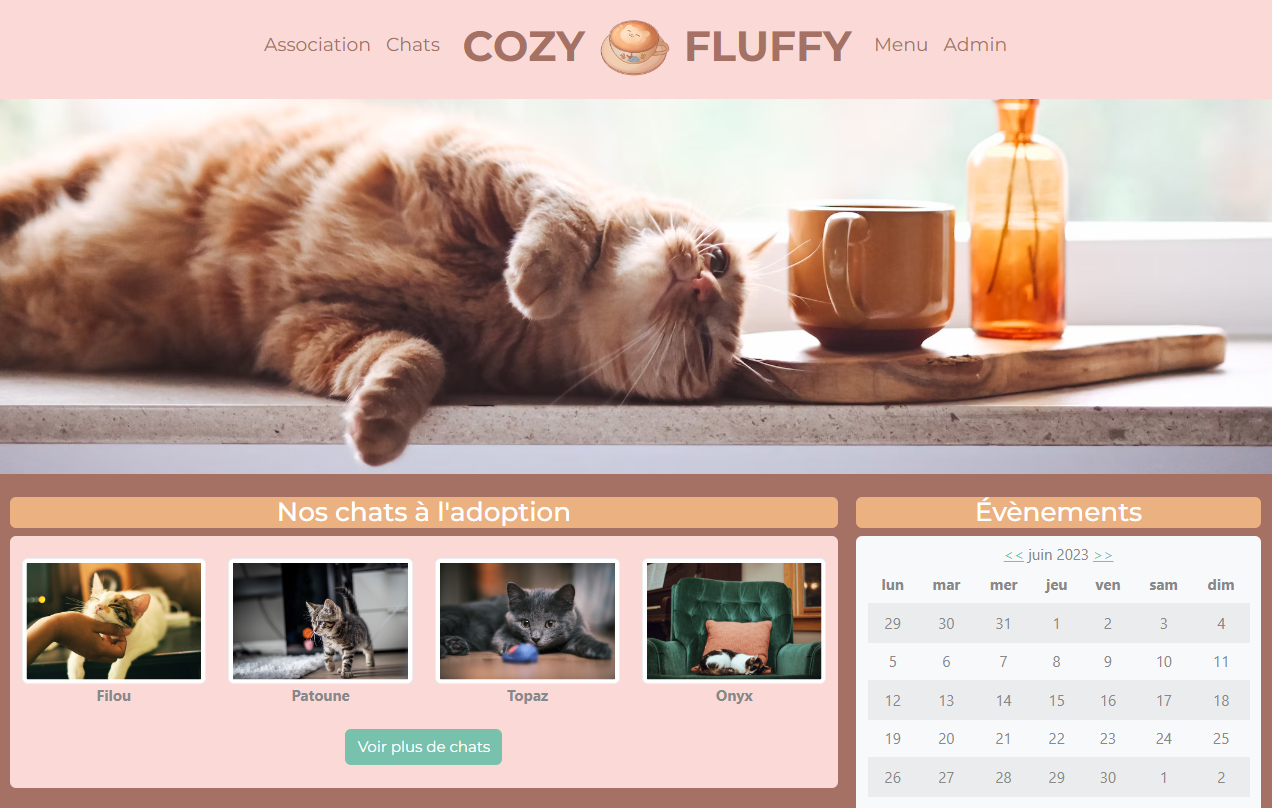 Association Chats COZY FLUFFY Menu Admin
Nos chats à l'adoption
Filou Patoune Topaz Onyx
Voir plus de chats
Évènements
<< juin 2023 >>
lun mar mer jeu ven sam dim
29 30 31 1 2 3 4
5 6 7 8 9 10 11
12 13 14 15 16 17 18
19 20 21 22 23 24 25
26 27 28 29 30 1 2